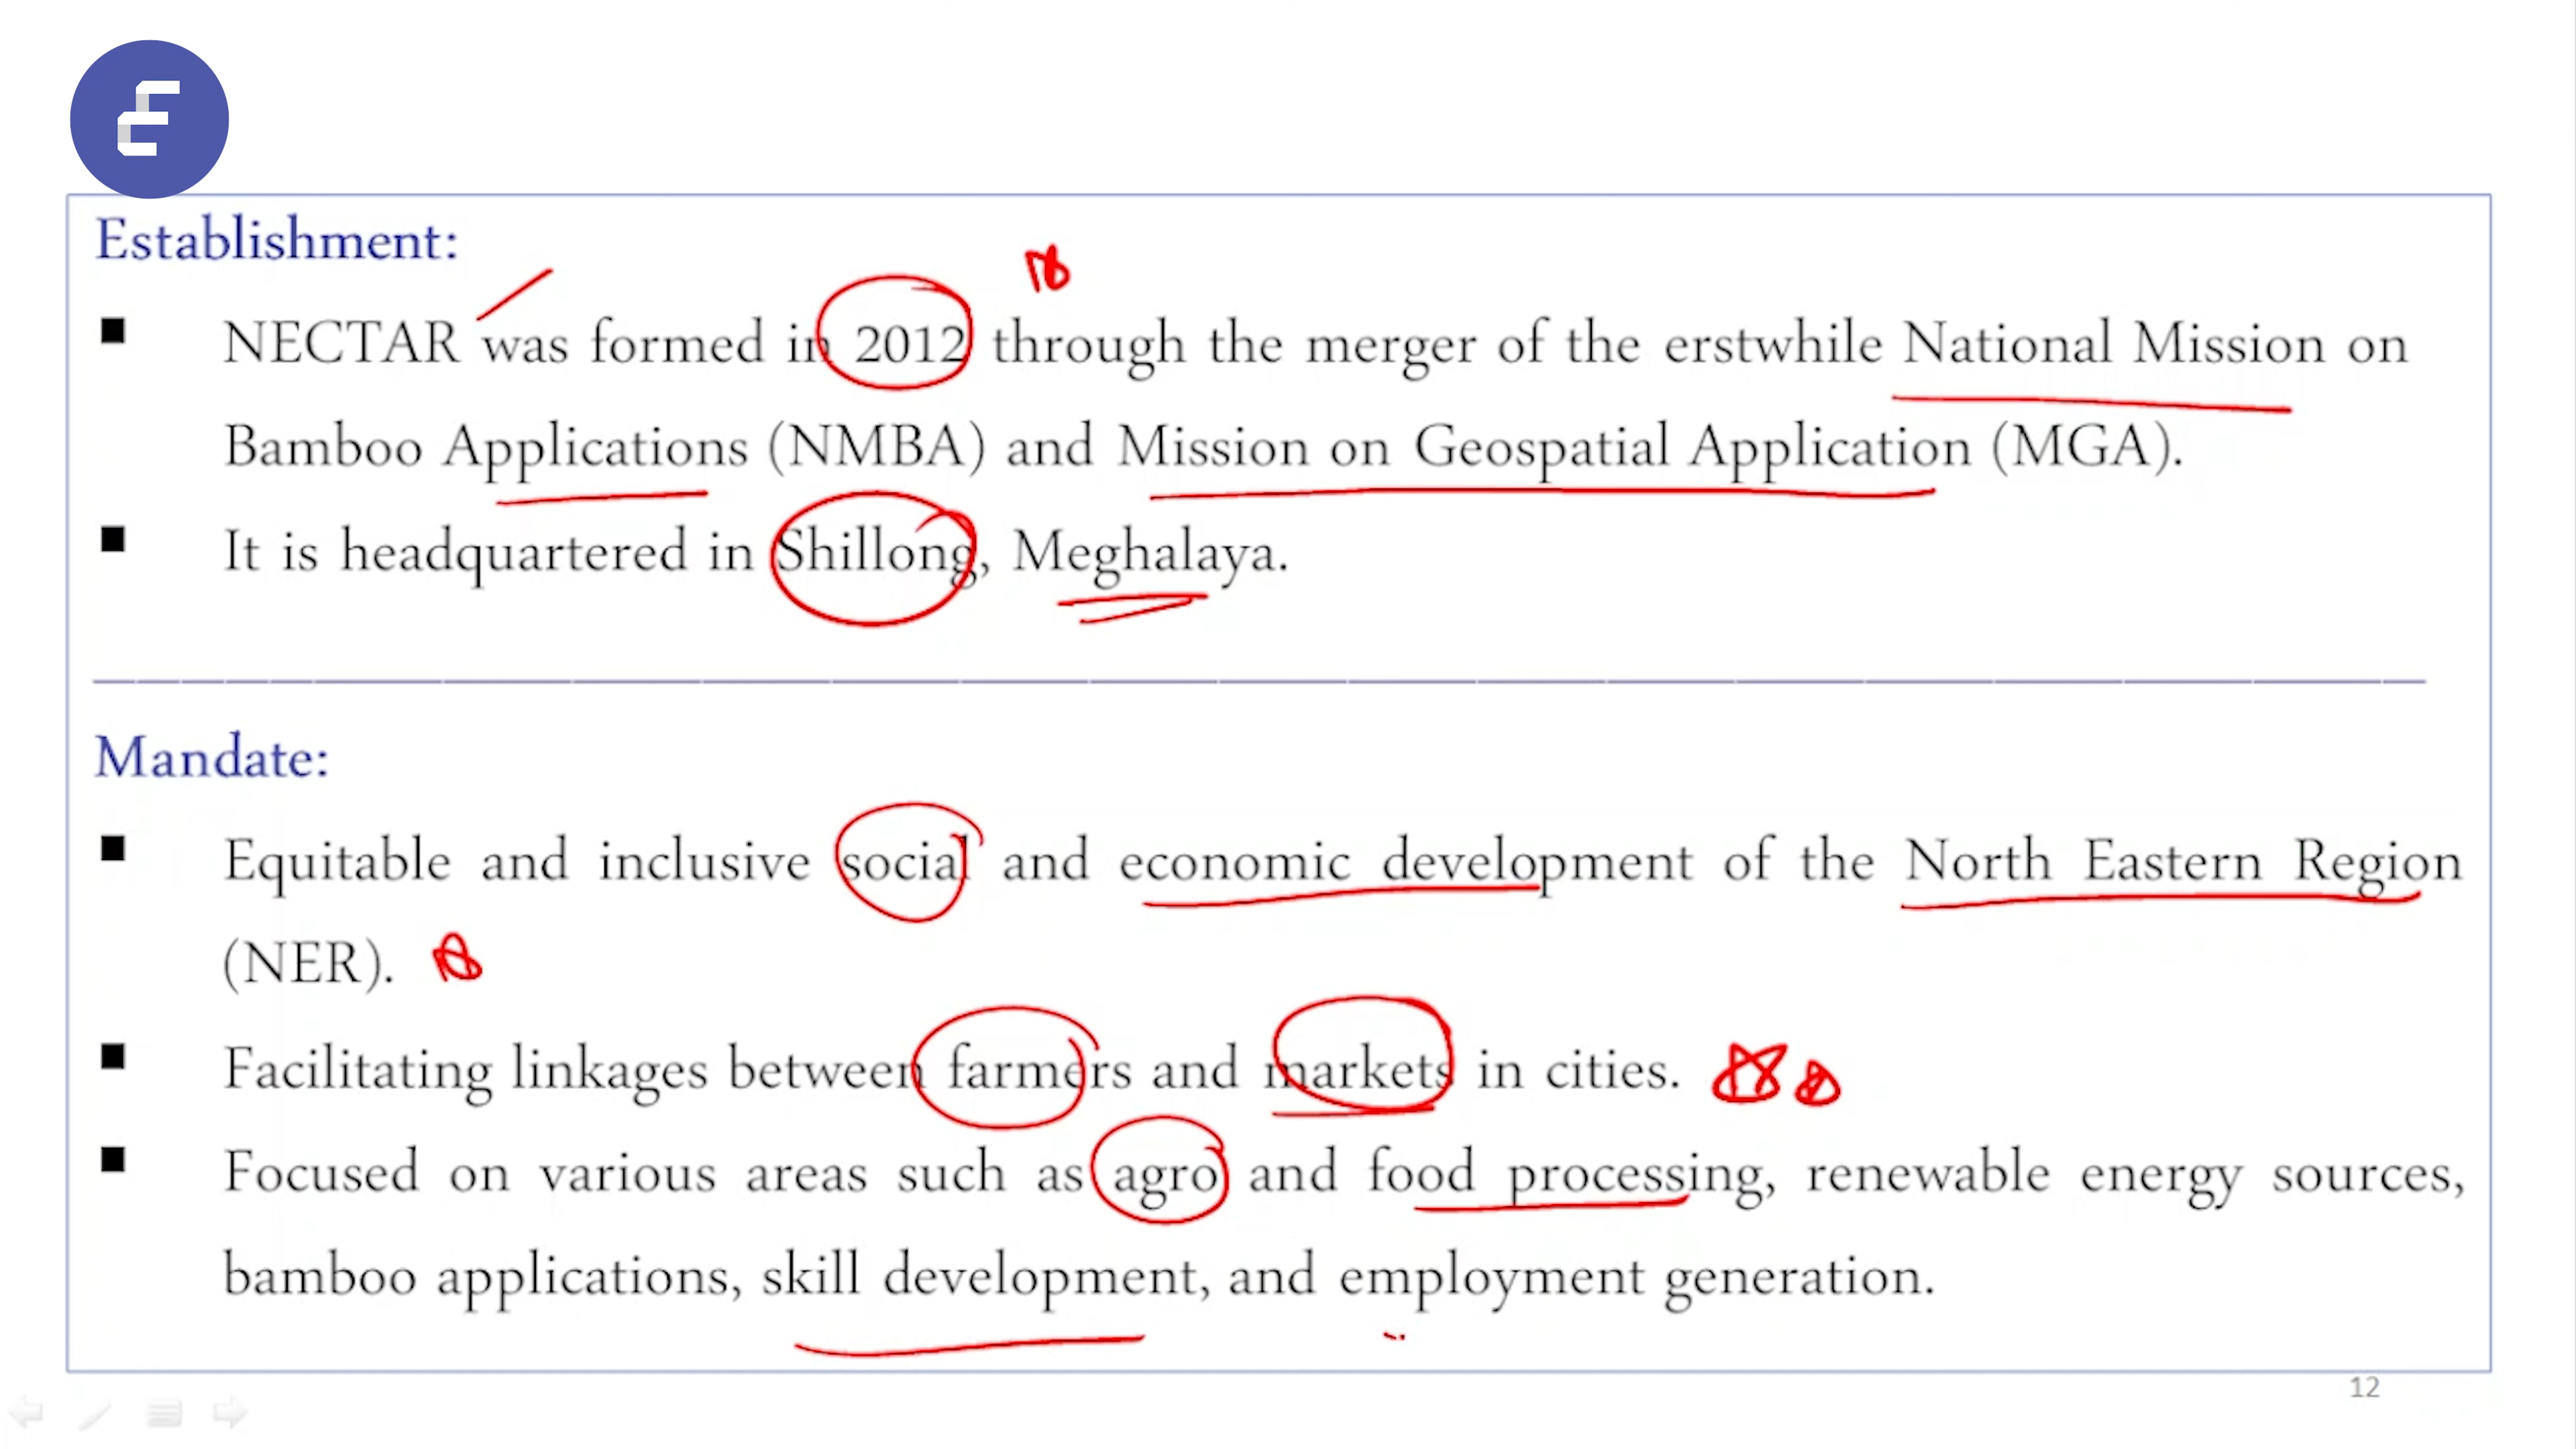 Establishment:
NECTAR was formed in 2012 through the merger of the erstwhile National Mission on
Bamboo Applications (NMBA) and Mission on Geospatial Application (MGA).
It is headquartered in Shillong, Meghalaya.
Mandate:
Equitable and inclusive social and economic development of the North Eastern Region
(NER).
Facilitating linkages between farmers and markets in cities.
Focused on various areas such as agro and food processing, renewable energy sources,
bamboo applications, skill development, and employment generation.
12